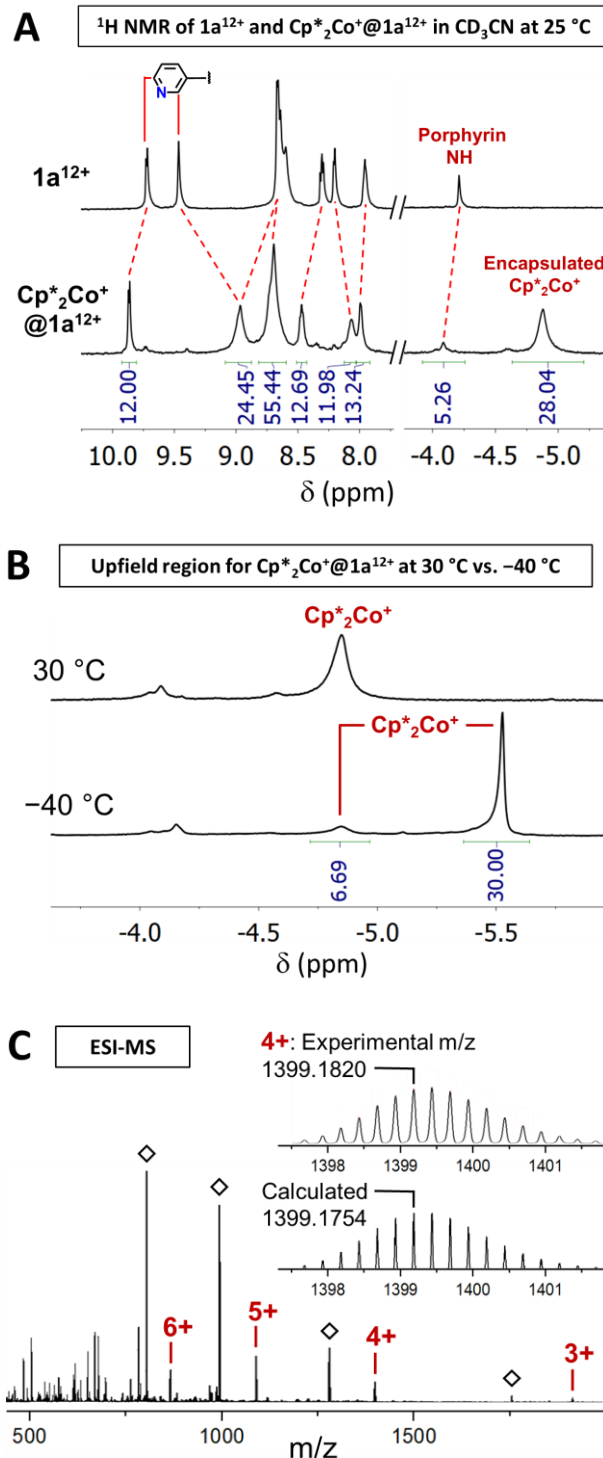 A
¹H NMR of 1a¹²⁺ and Cp*₂Co⁺@1a¹²⁺ in CD₃CN at 25 °C
N
1a¹²⁺
Porphyrin
NH
Cp*₂Co⁺
@1a¹²⁺
Encapsulated
Cp*₂Co⁺
12.00 24.45 55.44 12.69 11.98 13.24 5.26 28.04
10.0 9.5 9.0 8.5 8.0 -4.0 -4.5 -5.0
δ (ppm)
B
Upfield region for Cp*₂Co⁺@1a¹²⁺ at 30 °C vs. −40 °C
Cp*₂Co⁺
30 °C
Cp*₂Co⁺
−40 °C
6.69 30.00
-4.0 -4.5 -5.0 -5.5
δ (ppm)
C
ESI-MS
4+: Experimental m/z
1399.1820
1398 1399 1400 1401
Calculated
1399.1754
1398 1399 1400 1401
6+ 5+ 4+ 3+
500 1000 1500
m/z